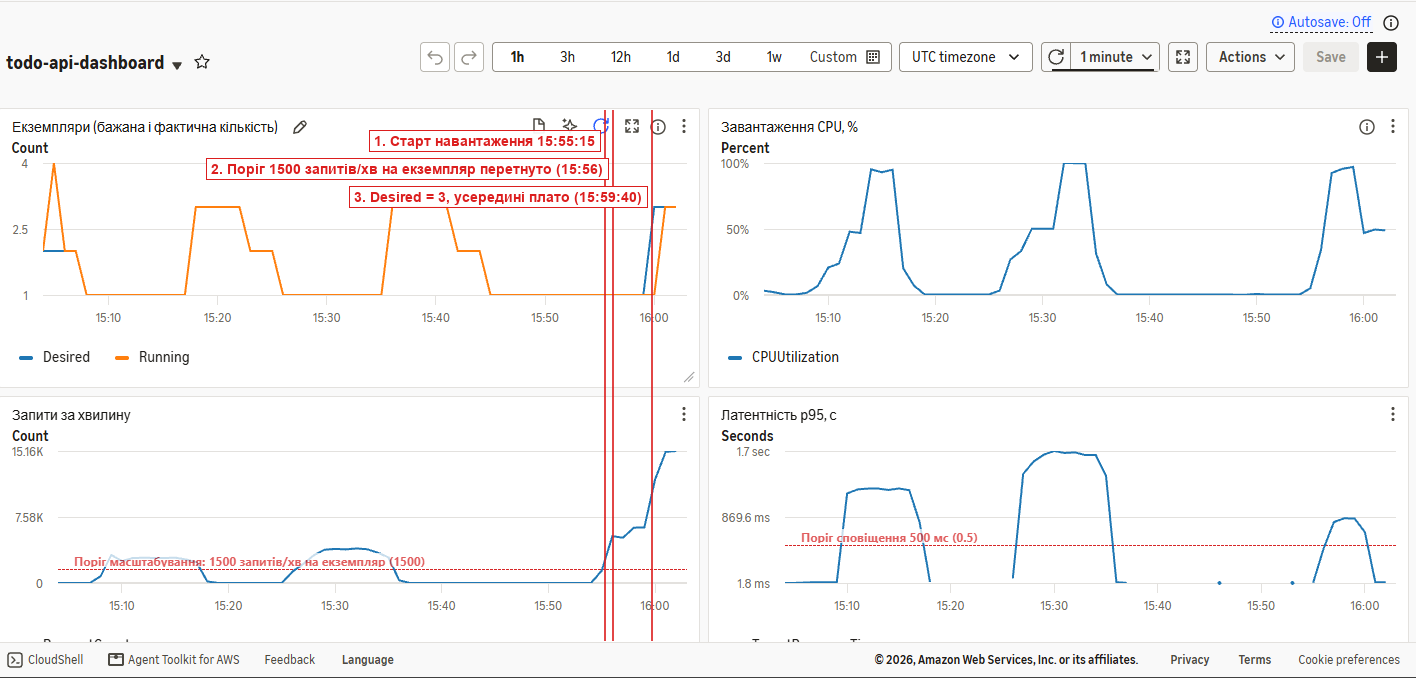 Autosave: Off
todo-api-dashboard
1h 3h 12h 1d 3d 1w Custom UTC timezone 1 minute Actions Save
Екземпляри (бажана і фактична кількість)
Count
4
2.5
1
15:10 15:20 15:30 15:40 15:50 16:00
Desired Running
1. Старт навантаження 15:55:15
2. Поріг 1500 запитів/хв на екземпляр перетнуто (15:56)
3. Desired = 3, усередині плато (15:59:40)
Завантаження CPU, %
Percent
100%
50%
0%
15:10 15:20 15:30 15:40 15:50 16:00
CPUUtilization
Запити за хвилину
Count
15.16K
7.58K
Поріг масштабування: 1500 запитів/хв на екземпляр (1500)
0
15:10 15:20 15:30 15:40 15:50 16:00
Латентність p95, с
Seconds
1.7 sec
869.6 ms
Поріг сповіщення 500 мс (0.5)
1.8 ms
15:10 15:20 15:30 15:40 15:50 16:00
CloudShell Agent Toolkit for AWS Feedback Language © 2026, Amazon Web Services, Inc. or its affiliates. Privacy Terms Cookie preferences